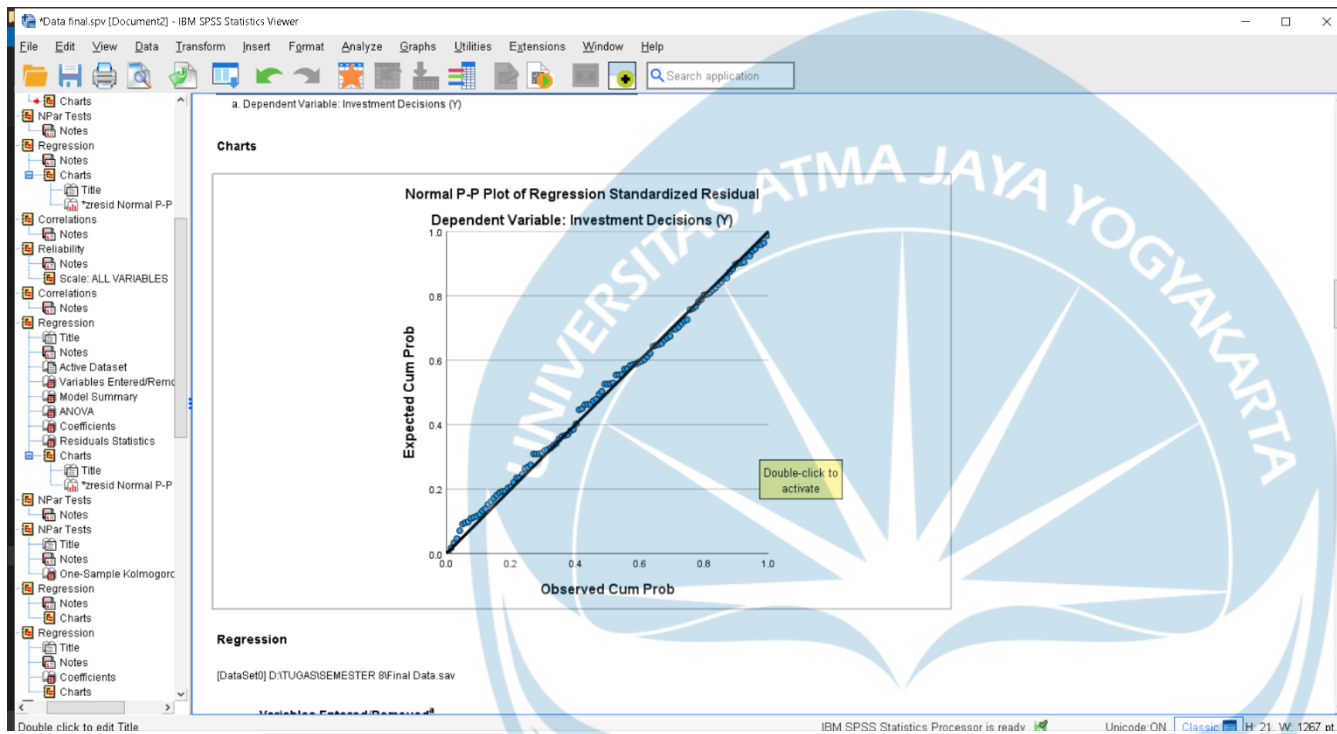 *Data final.spv [Document2] - IBM SPSS Statistics Viewer
File Edit View Data Transform Insert Format Analyze Graphs Utilities Extensions Window Help
Search application
Charts
NPar Tests
Notes
Regression
Notes
Charts
Title
*zresid Normal P-P
Correlations
Notes
Reliability
Notes
Scale: ALL VARIABLES
Correlations
Notes
Regression
Title
Notes
Active Dataset
Variables Entered/Remo
Model Summary
ANOVA
Coefficients
Residuals Statistics
Charts
Title
*zresid Normal P-P
NPar Tests
Notes
NPar Tests
Title
Notes
One-Sample Kolmogoro
Regression
Notes
Charts
Regression
Title
Notes
Coefficients
Charts
a. Dependent Variable: Investment Decisions (Y)
Charts
Normal P-P Plot of Regression Standardized Residual
Dependent Variable: Investment Decisions (Y)
1.0
0.8
0.6
0.4
0.2
0.0
Expected Cum Prob
0.0 0.2 0.4 0.6 0.8 1.0
Observed Cum Prob
Double-click to
activate
Regression
[DataSet0] D:\TUGAS\SEMESTER 8\Final Data.sav
Variables Entered/Removedª
UNIVERSITAS ATMA JAYA YOGYAKARTA
Double click to edit Title
IBM SPSS Statistics Processor is ready Unicode:ON Classic H: 21, W: 1267 pt.